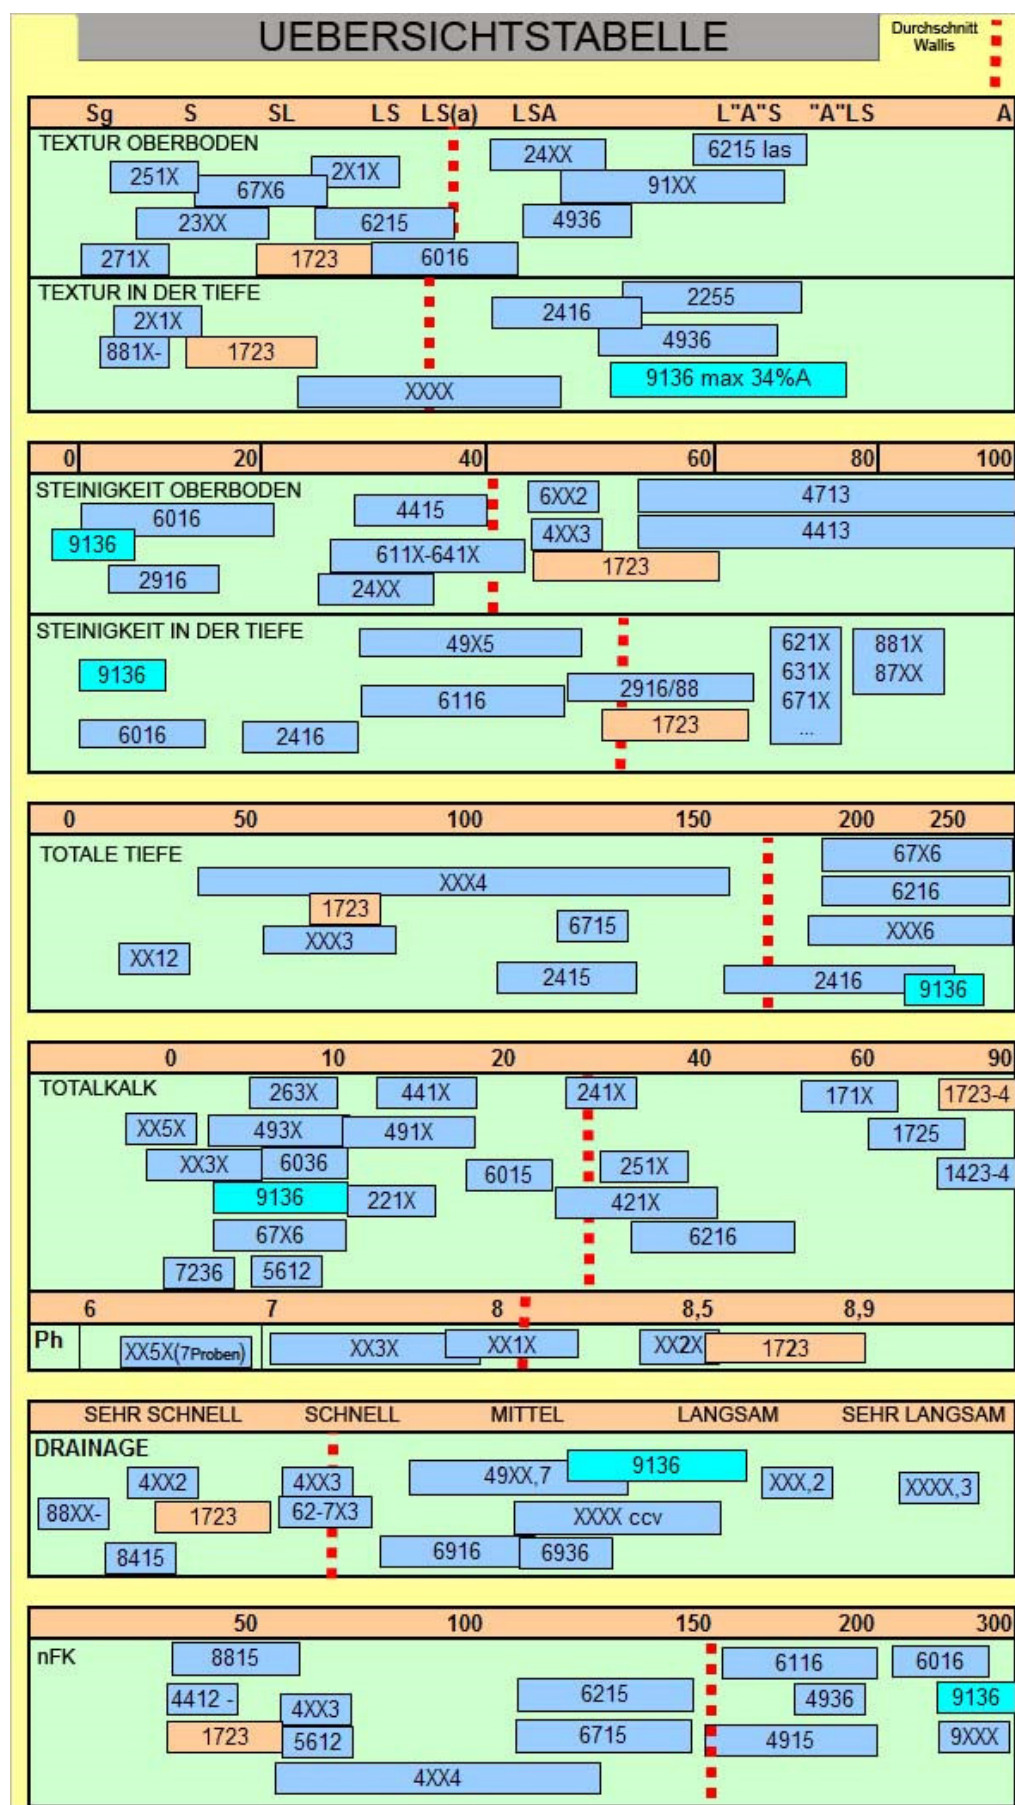 UEBERSICHTSTABELLE
Durchschnitt
Wallis
Sg S SL LS LS(a) LSA L"A"S "A"LS A
TEXTUR OBERBODEN
24XX 6215 las
251X 67X6 2X1X 91XX
23XX 6215 4936
271X 1723 6016
TEXTUR IN DER TIEFE
2255
2X1X 2416
881X- 1723 4936
9136 max 34%A
XXXX
0 20 40 60 80 100
STEINIGKEIT OBERBODEN
6016 4415 6XX2 4713
9136 4XX3 4413
611X-641X 1723
2916 24XX
STEINIGKEIT IN DER TIEFE
49X5 621X 881X
9136 631X 87XX
6116 2916/88 671X
6016 2416 1723 ...
0 50 100 150 200 250
TOTALE TIEFE
67X6
XXX4 6216
1723
XXX3 6715 XXX6
XX12
2415 2416 9136
0 10 20 40 60 90
TOTALKALK
263X 441X 241X 171X 1723-4
XX5X 493X 491X 1725
XX3X 6036 6015 251X 1423-4
9136 221X 421X
67X6 6216
7236 5612
6 7 8 8,5 8,9
Ph
XX5X(7Proben) XX3X XX1X XX2X 1723
SEHR SCHNELL SCHNELL MITTEL LANGSAM SEHR LANGSAM
DRAINAGE
4XX2 4XX3 49XX,7 9136 XXX,2 XXXX,3
88XX- 1723 62-7X3 XXXX ccv
8415 6916 6936
50 100 150 200 300
nFK
8815 6116 6016
4412 - 4XX3 6215 4936 9136
1723 5612 6715 4915 9XXX
4XX4